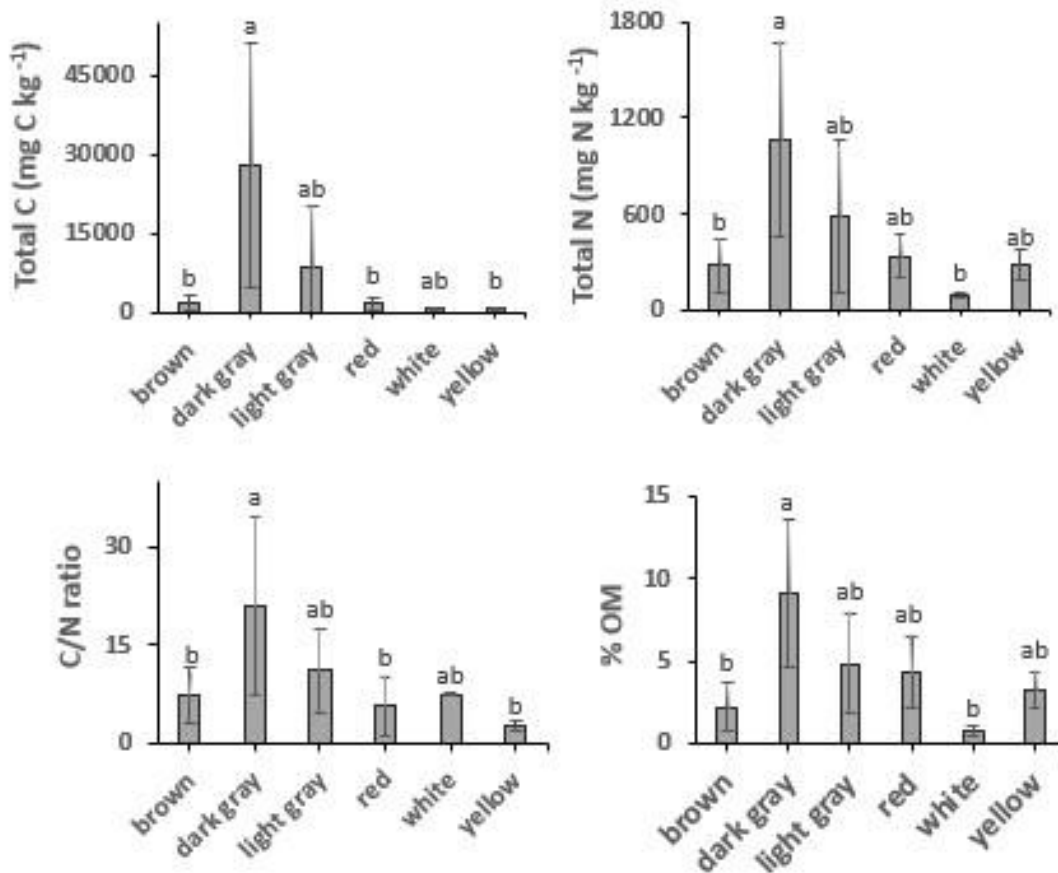 Total C (mg C kg ⁻¹)
45000
30000
15000
0
b
a
ab
b
ab
b
brown
dark gray
light gray
red
white
yellow
Total N (mg N kg ⁻¹)
1800
1200
600
0
b
a
ab
ab
b
ab
brown
dark gray
light gray
red
white
yellow
C/N ratio
30
15
0
b
a
ab
b
ab
b
brown
dark gray
light gray
red
white
yellow
% OM
15
10
5
0
b
a
ab
ab
b
ab
brown
dark gray
light gray
red
white
yellow